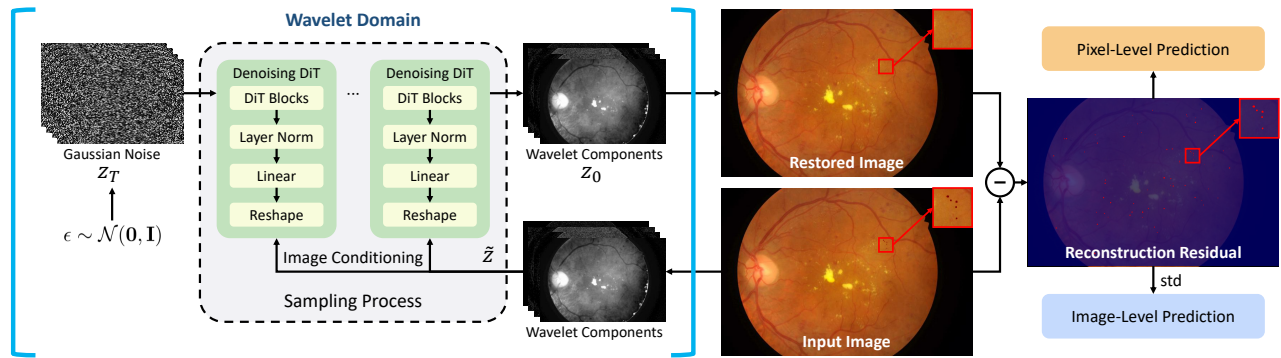 Wavelet Domain
Denoising DiT
DiT Blocks
Layer Norm
Linear
Reshape
...
Denoising DiT
DiT Blocks
Layer Norm
Linear
Reshape
Gaussian Noise
z_T
ϵ ∼ 𝒩(𝟎, 𝐈)
Image Conditioning
z̃
Sampling Process
Wavelet Components
z_0
Wavelet Components
Restored Image
Input Image
−
Pixel-Level Prediction
Reconstruction Residual
std
Image-Level Prediction